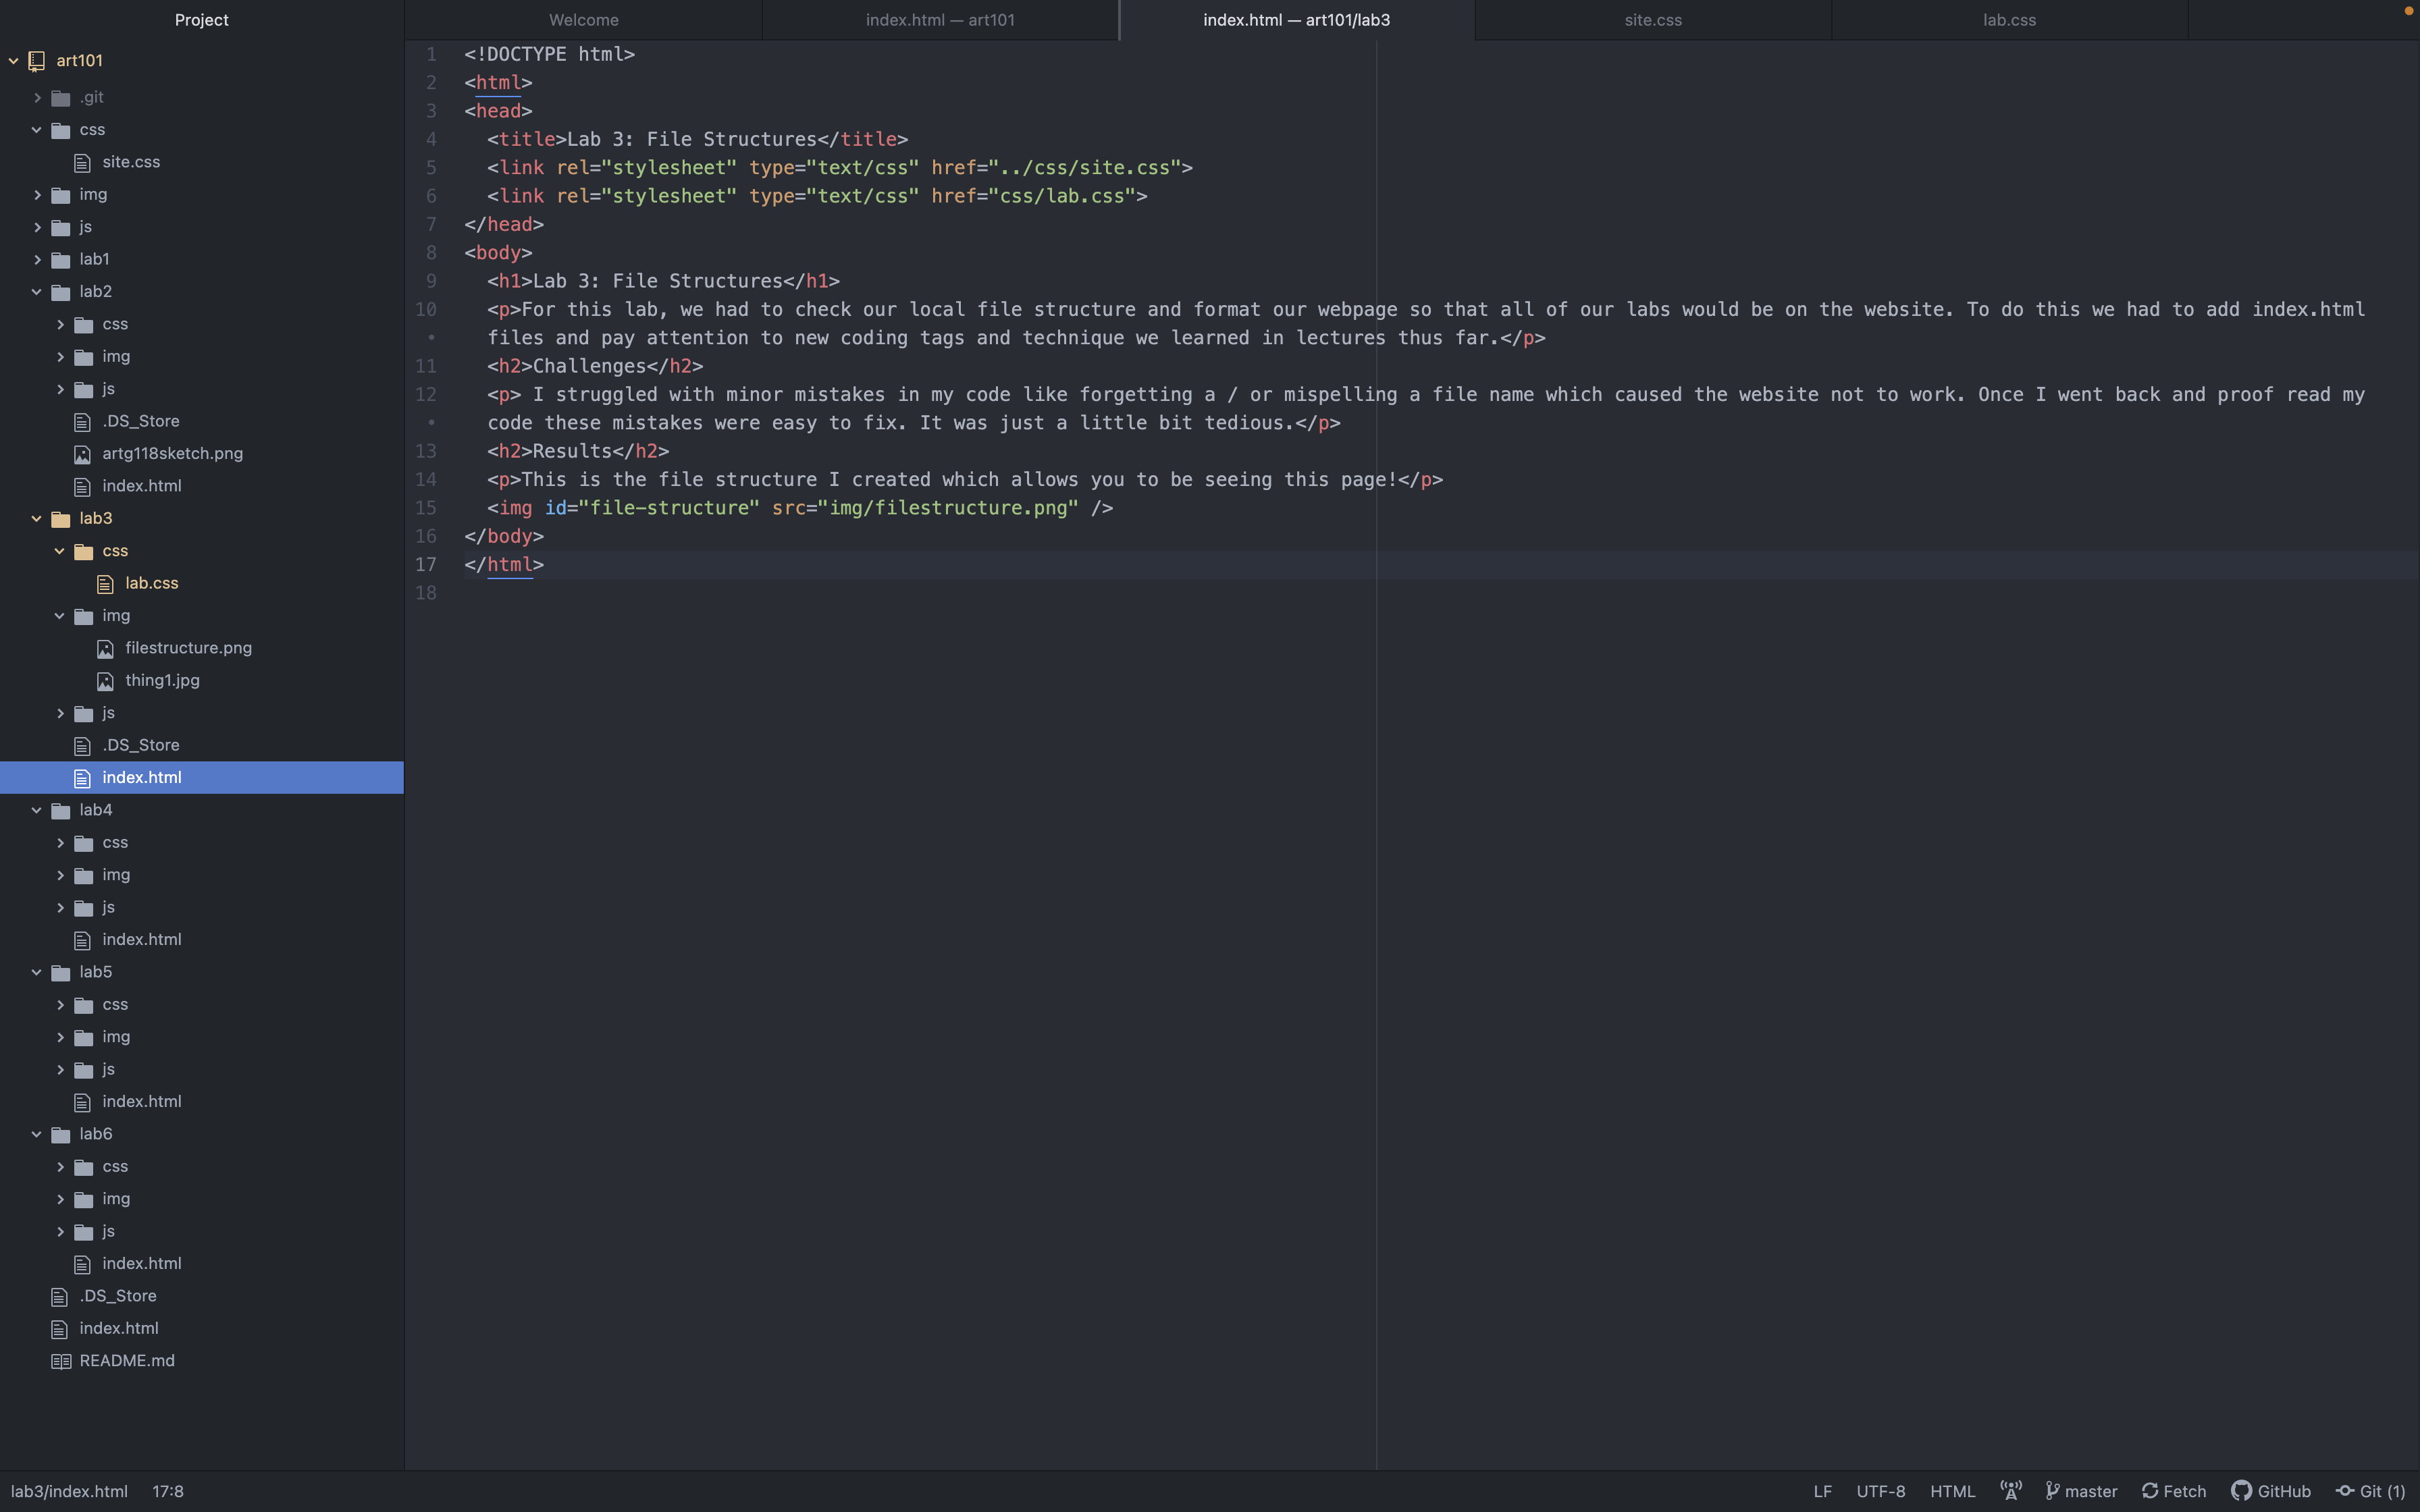 Project
Welcome
index.html — art101
index.html — art101/lab3
site.css
lab.css
art101
.git
css
site.css
img
js
lab1
lab2
css
img
js
.DS_Store
artg118sketch.png
index.html
lab3
css
lab.css
img
filestructure.png
thing1.jpg
js
.DS_Store
index.html
lab4
css
img
js
index.html
lab5
css
img
js
index.html
lab6
css
img
js
index.html
.DS_Store
index.html
README.md
1 <!DOCTYPE html>
2 <html>
3 <head>
4 <title>Lab 3: File Structures</title>
5 <link rel="stylesheet" type="text/css" href="../css/site.css">
6 <link rel="stylesheet" type="text/css" href="css/lab.css">
7 </head>
8 <body>
9 <h1>Lab 3: File Structures</h1>
10 <p>For this lab, we had to check our local file structure and format our webpage so that all of our labs would be on the website. To do this we had to add index.html
• files and pay attention to new coding tags and technique we learned in lectures thus far.</p>
11 <h2>Challenges</h2>
12 <p> I struggled with minor mistakes in my code like forgetting a / or mispelling a file name which caused the website not to work. Once I went back and proof read my
• code these mistakes were easy to fix. It was just a little bit tedious.</p>
13 <h2>Results</h2>
14 <p>This is the file structure I created which allows you to be seeing this page!</p>
15 <img id="file-structure" src="img/filestructure.png" />
16 </body>
17 </html>
18
lab3/index.html 17:8
LF UTF-8 HTML master Fetch GitHub Git (1)